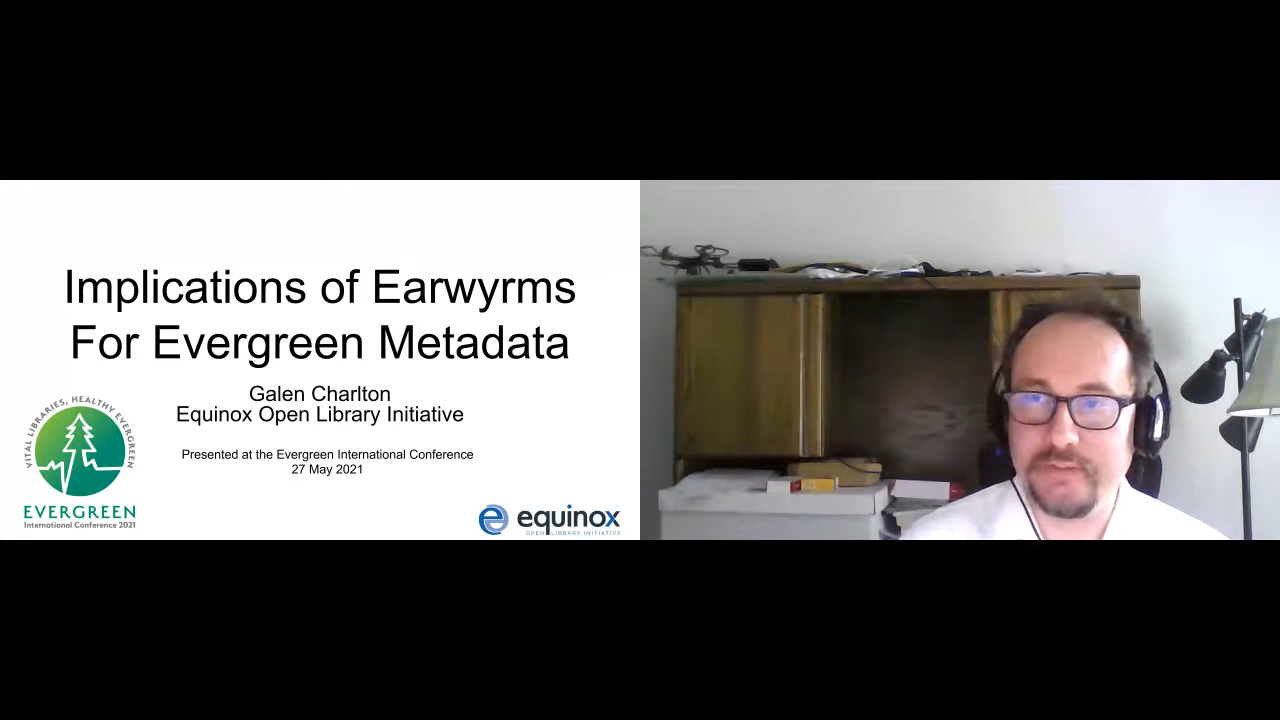 Implications of Earwyrms
For Evergreen Metadata
Galen Charlton
Equinox Open Library Initiative
Presented at the Evergreen International Conference
27 May 2021
VITAL LIBRARIES, HEALTHY EVERGREEN
EVERGREEN
International Conference 2021
equinox
OPEN LIBRARY INITIATIVE